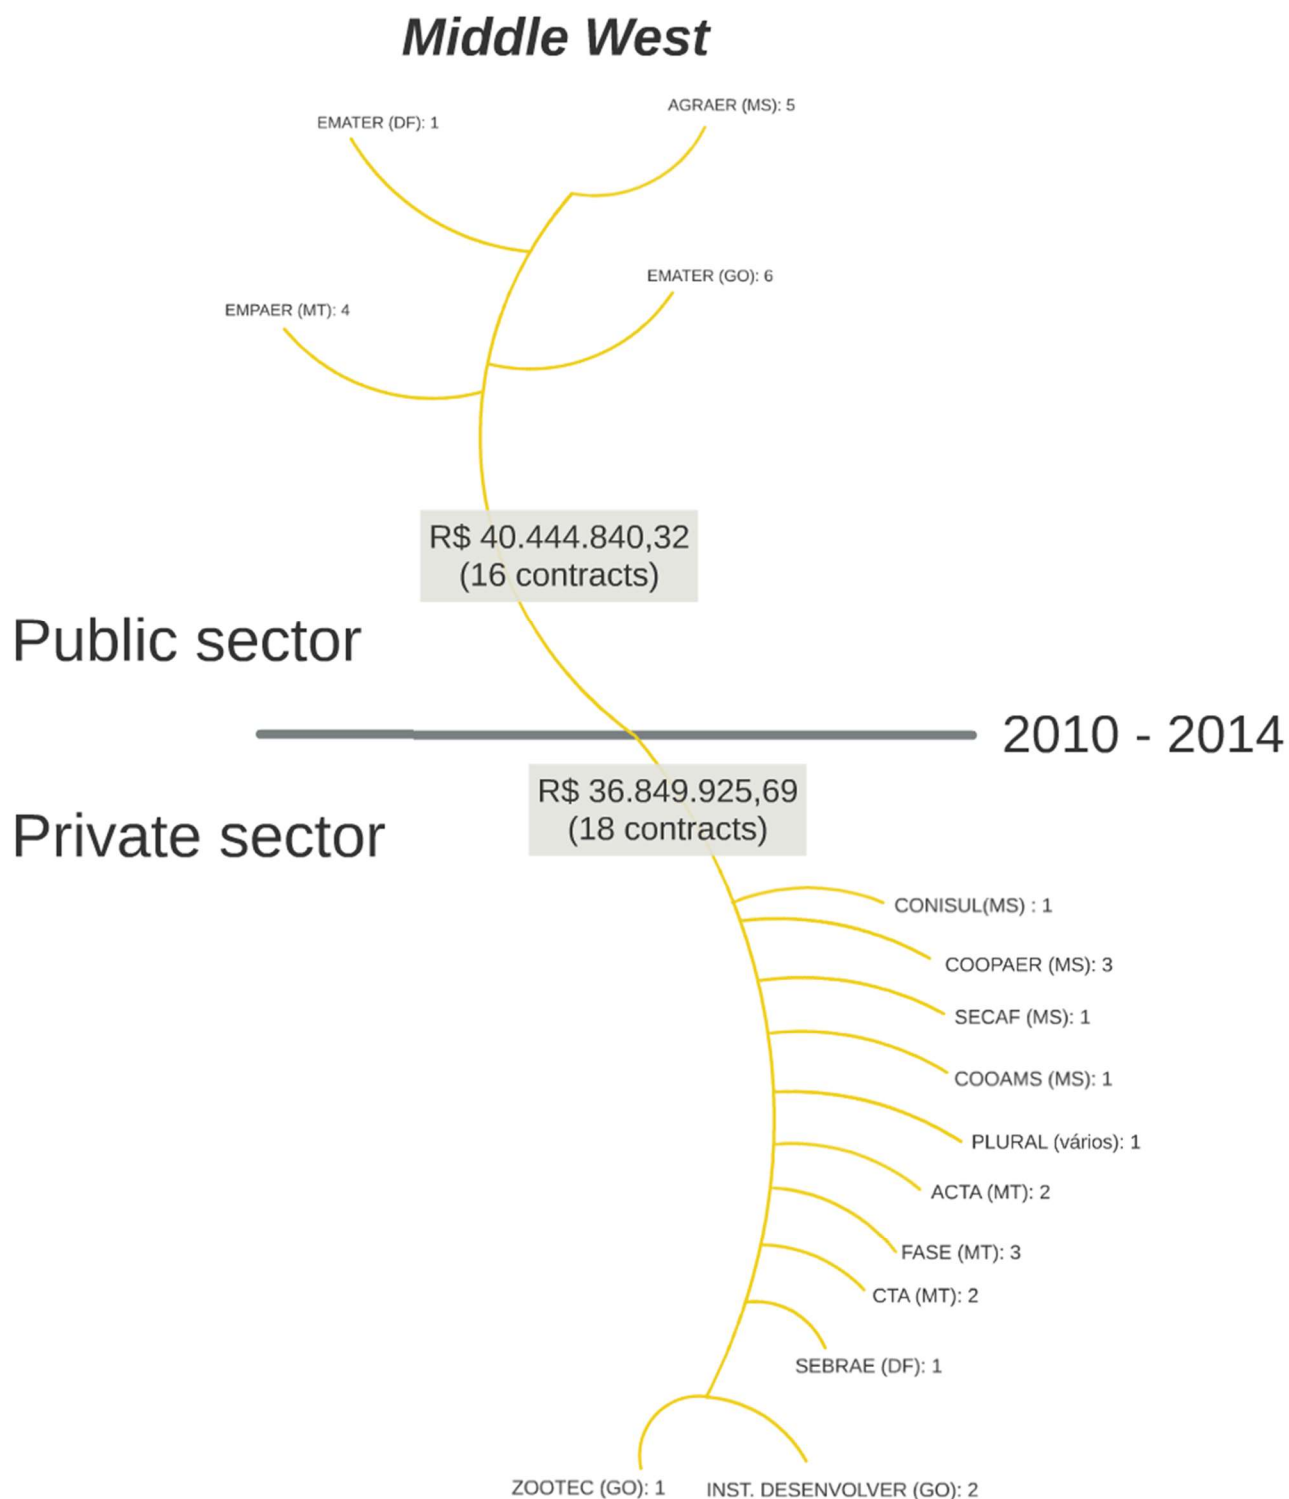 Middle West
AGRAER (MS): 5
EMATER (DF): 1
EMATER (GO): 6
EMPAER (MT): 4
R$ 40.444.840,32
(16 contracts)
Public sector
2010 - 2014
R$ 36.849.925,69
(18 contracts)
Private sector
CONISUL(MS) : 1
COOPAER (MS): 3
SECAF (MS): 1
COOAMS (MS): 1
PLURAL (vários): 1
ACTA (MT): 2
FASE (MT): 3
CTA (MT): 2
SEBRAE (DF): 1
ZOOTEC (GO): 1
INST. DESENVOLVER (GO): 2